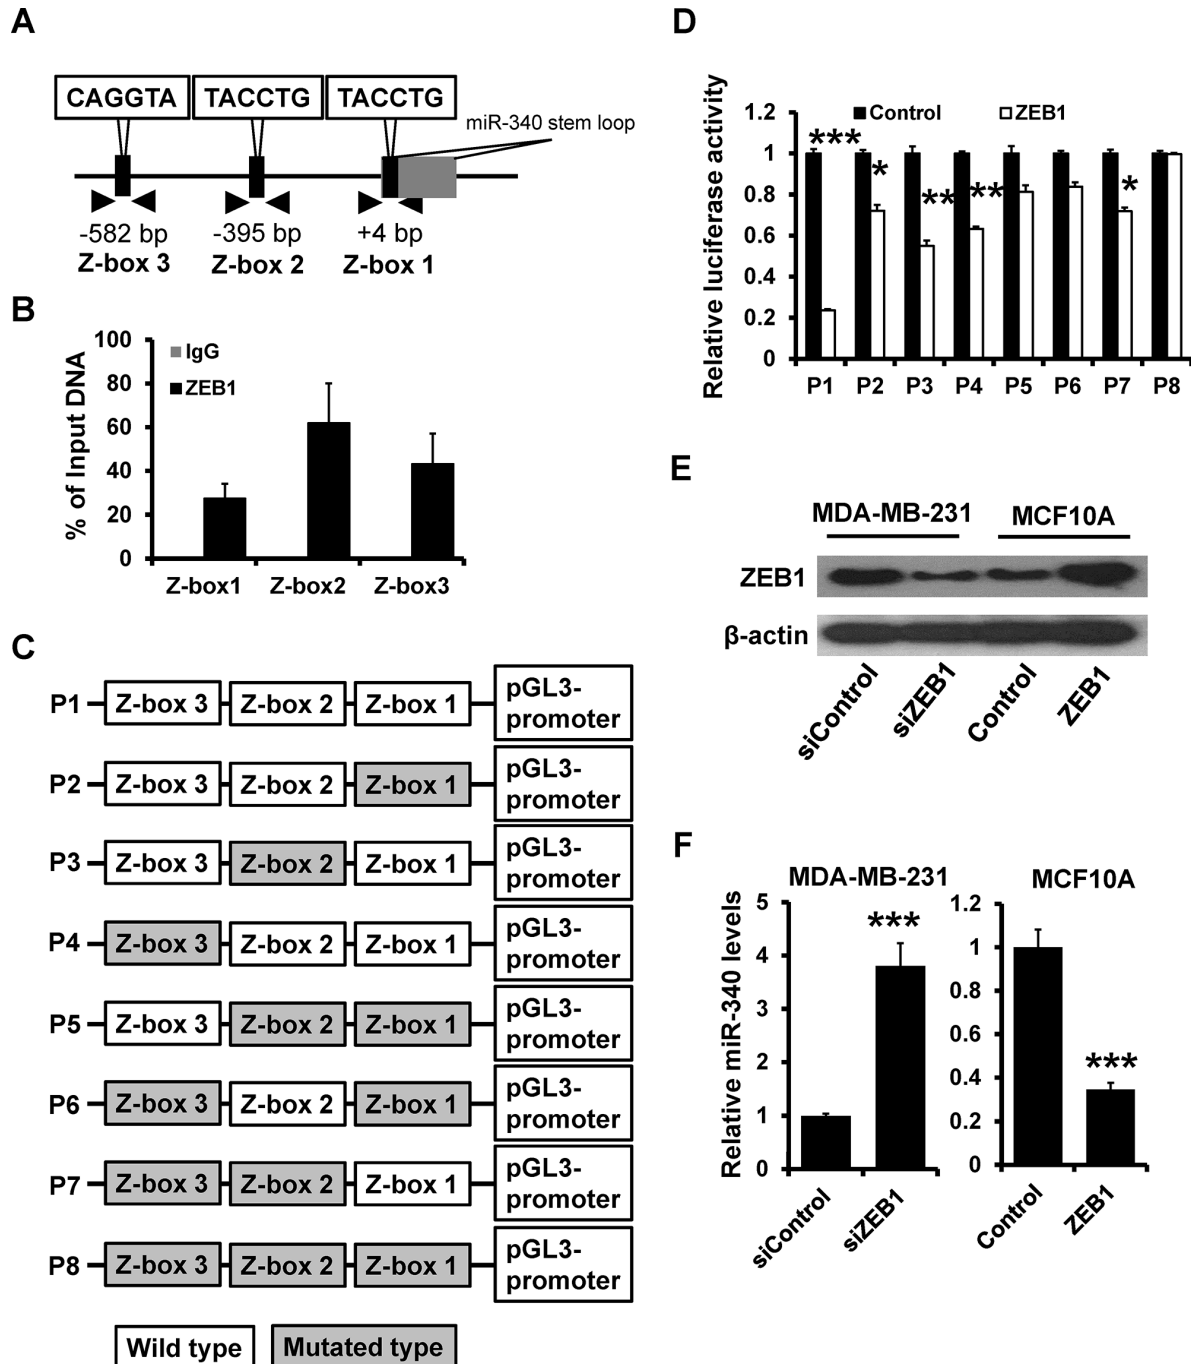 A
CAGGTA TACCTG TACCTG
miR-340 stem loop
-582 bp -395 bp +4 bp
Z-box 3 Z-box 2 Z-box 1
B
% of Input DNA
100
80
60
40
20
0
IgG
ZEB1
Z-box1 Z-box2 Z-box3
C
P1 Z-box 3 Z-box 2 Z-box 1 pGL3-
promoter
P2 Z-box 3 Z-box 2 Z-box 1 pGL3-
promoter
P3 Z-box 3 Z-box 2 Z-box 1 pGL3-
promoter
P4 Z-box 3 Z-box 2 Z-box 1 pGL3-
promoter
P5 Z-box 3 Z-box 2 Z-box 1 pGL3-
promoter
P6 Z-box 3 Z-box 2 Z-box 1 pGL3-
promoter
P7 Z-box 3 Z-box 2 Z-box 1 pGL3-
promoter
P8 Z-box 3 Z-box 2 Z-box 1 pGL3-
promoter
Wild type Mutated type
D
Relative luciferase activity
1.2
1
0.8
0.6
0.4
0.2
0
Control ZEB1
*** * ** ** *
P1 P2 P3 P4 P5 P6 P7 P8
E
MDA-MB-231 MCF10A
ZEB1
β-actin
siControl siZEB1 Control ZEB1
F
Relative miR-340 levels
MDA-MB-231
5
4
3
2
1
0
***
siControl siZEB1
MCF10A
1.2
1
0.8
0.6
0.4
0.2
0
***
Control ZEB1